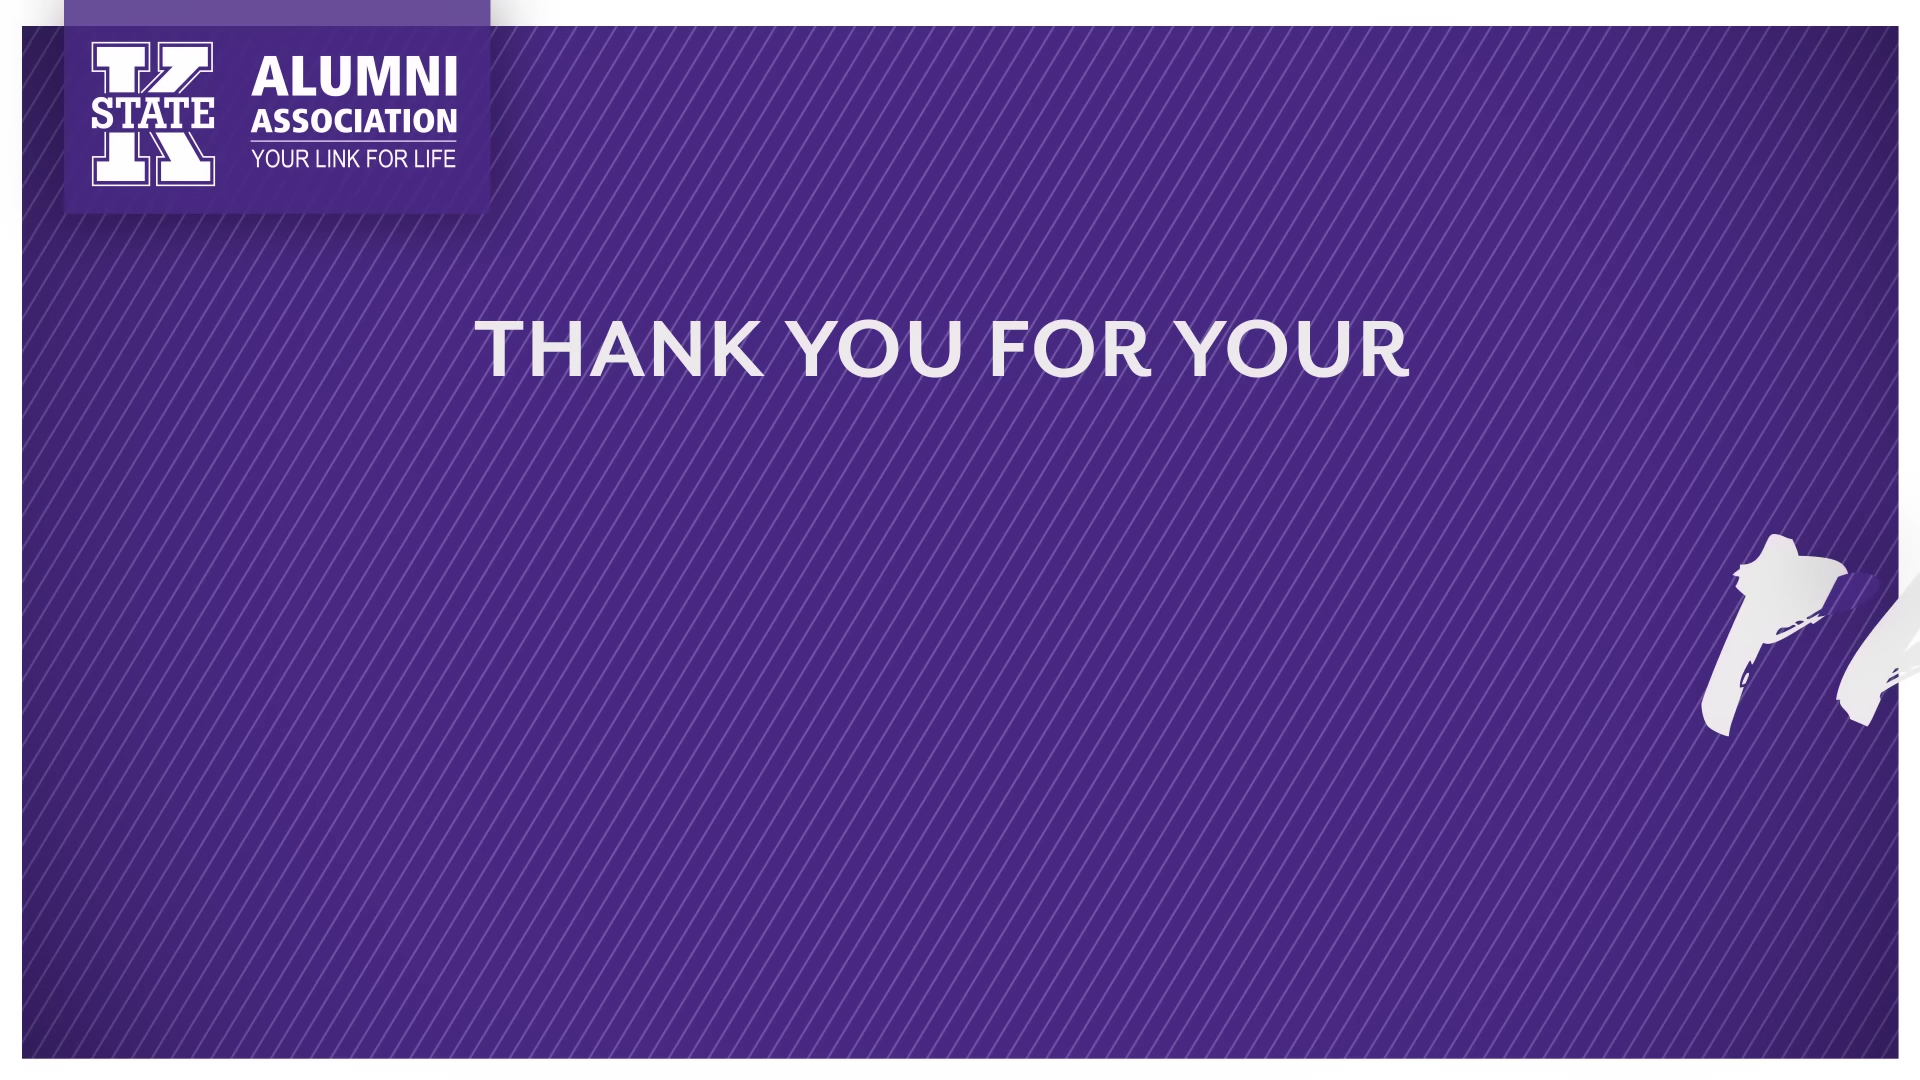 K
STATE
ALUMNI
ASSOCIATION
YOUR LINK FOR LIFE
THANK YOU FOR YOUR